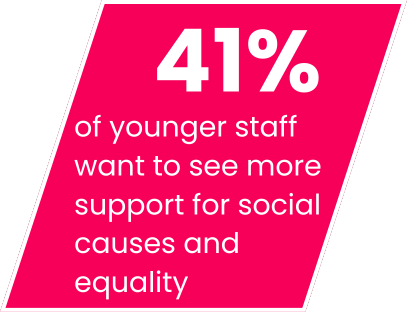 41%
of younger staff
want to see more
support for social
causes and
equality